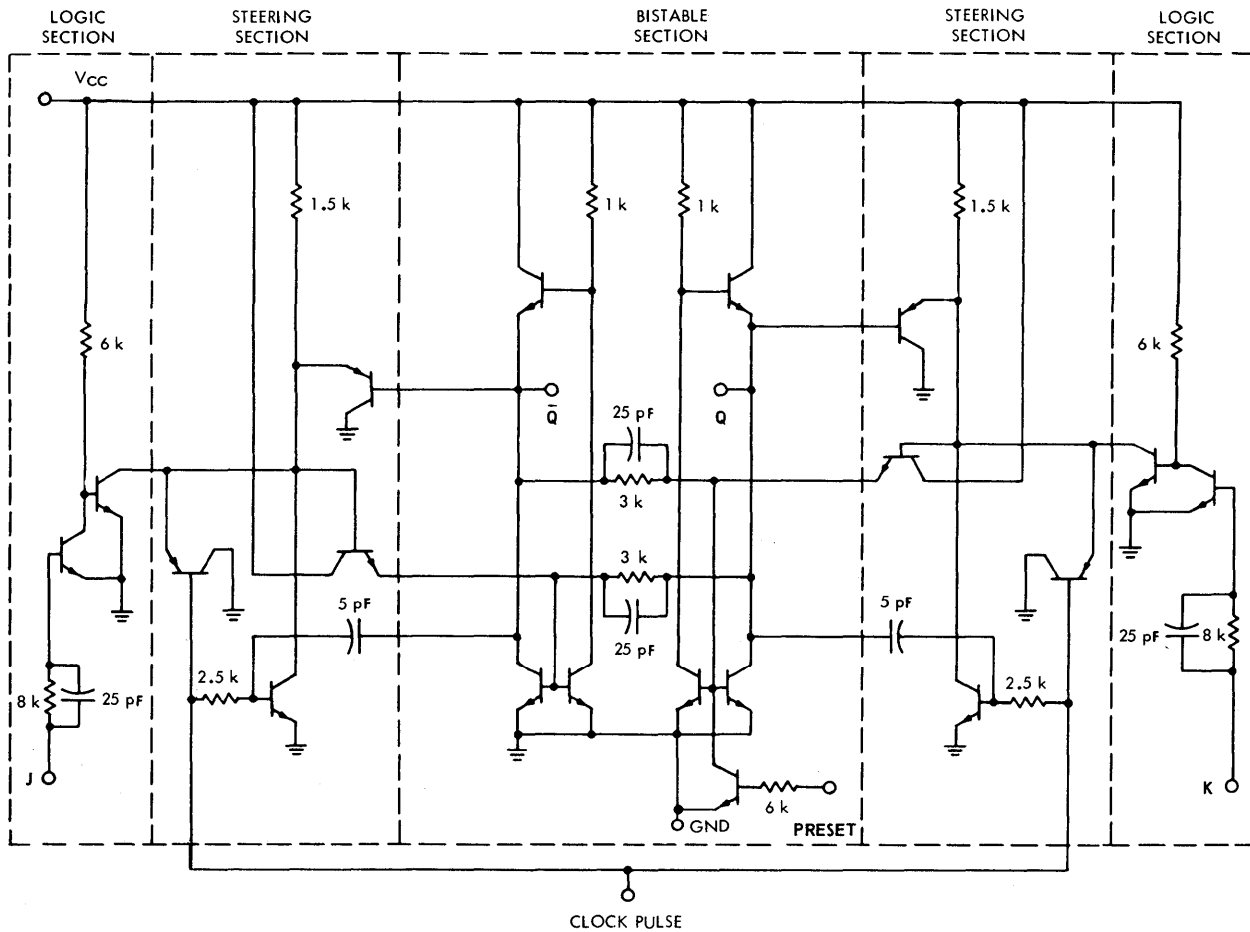 LOGIC
SECTION
STEERING
SECTION
BISTABLE
SECTION
STEERING
SECTION
LOGIC
SECTION
VCC
1.5 k
1 k
1 k
1.5 k
6 k
6 k
Q̄
Q
25 pF
3 k
3 k
25 pF
5 pF
5 pF
2.5 k
2.5 k
8 k
25 pF
25 pF
8 k
J
K
6 k
GND
PRESET
CLOCK PULSE